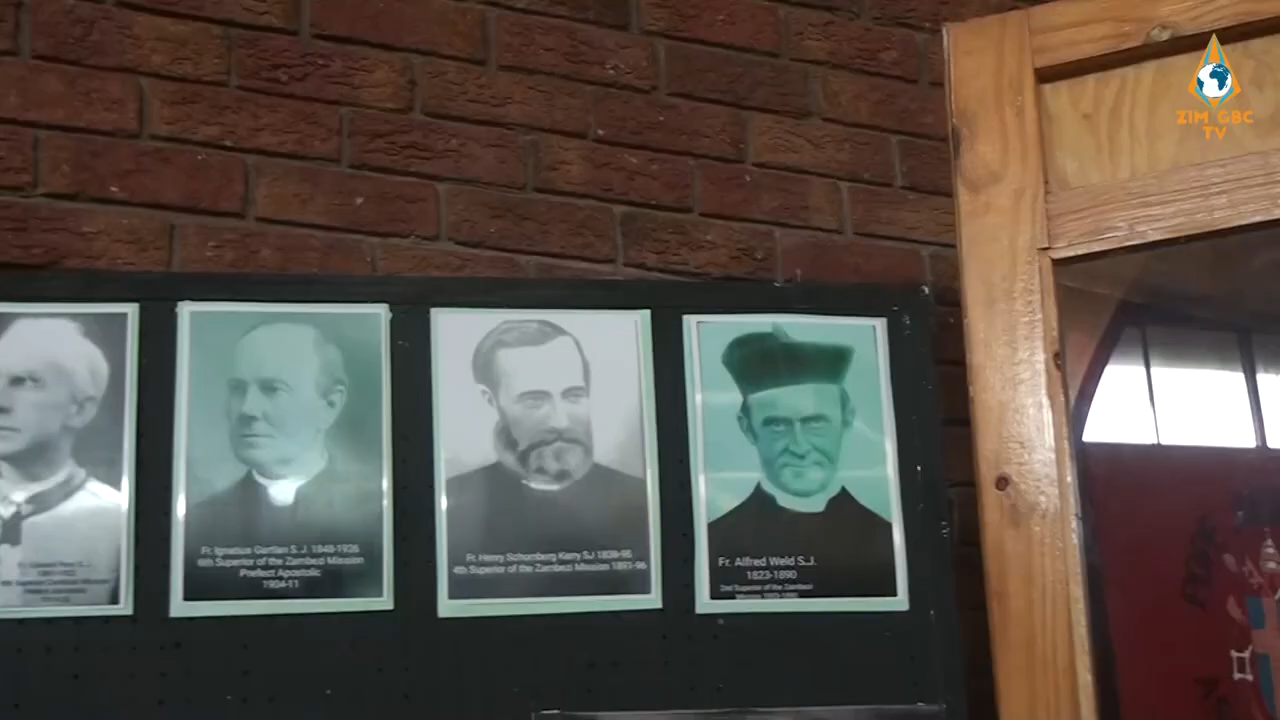 ZIM GBC
TV
Fr. Ignatius Gartlan S. J. 1848-1926
6th Superior of the Zambezi Mission
Prefect Apostolic
1904-11
Fr. Henry Schomberg Kerry SJ 1838-95
4th Superior of the Zambezi Mission 1891-96
Fr. Alfred Weld S.J.
1823-1890
2nd Superior of the Zambezi